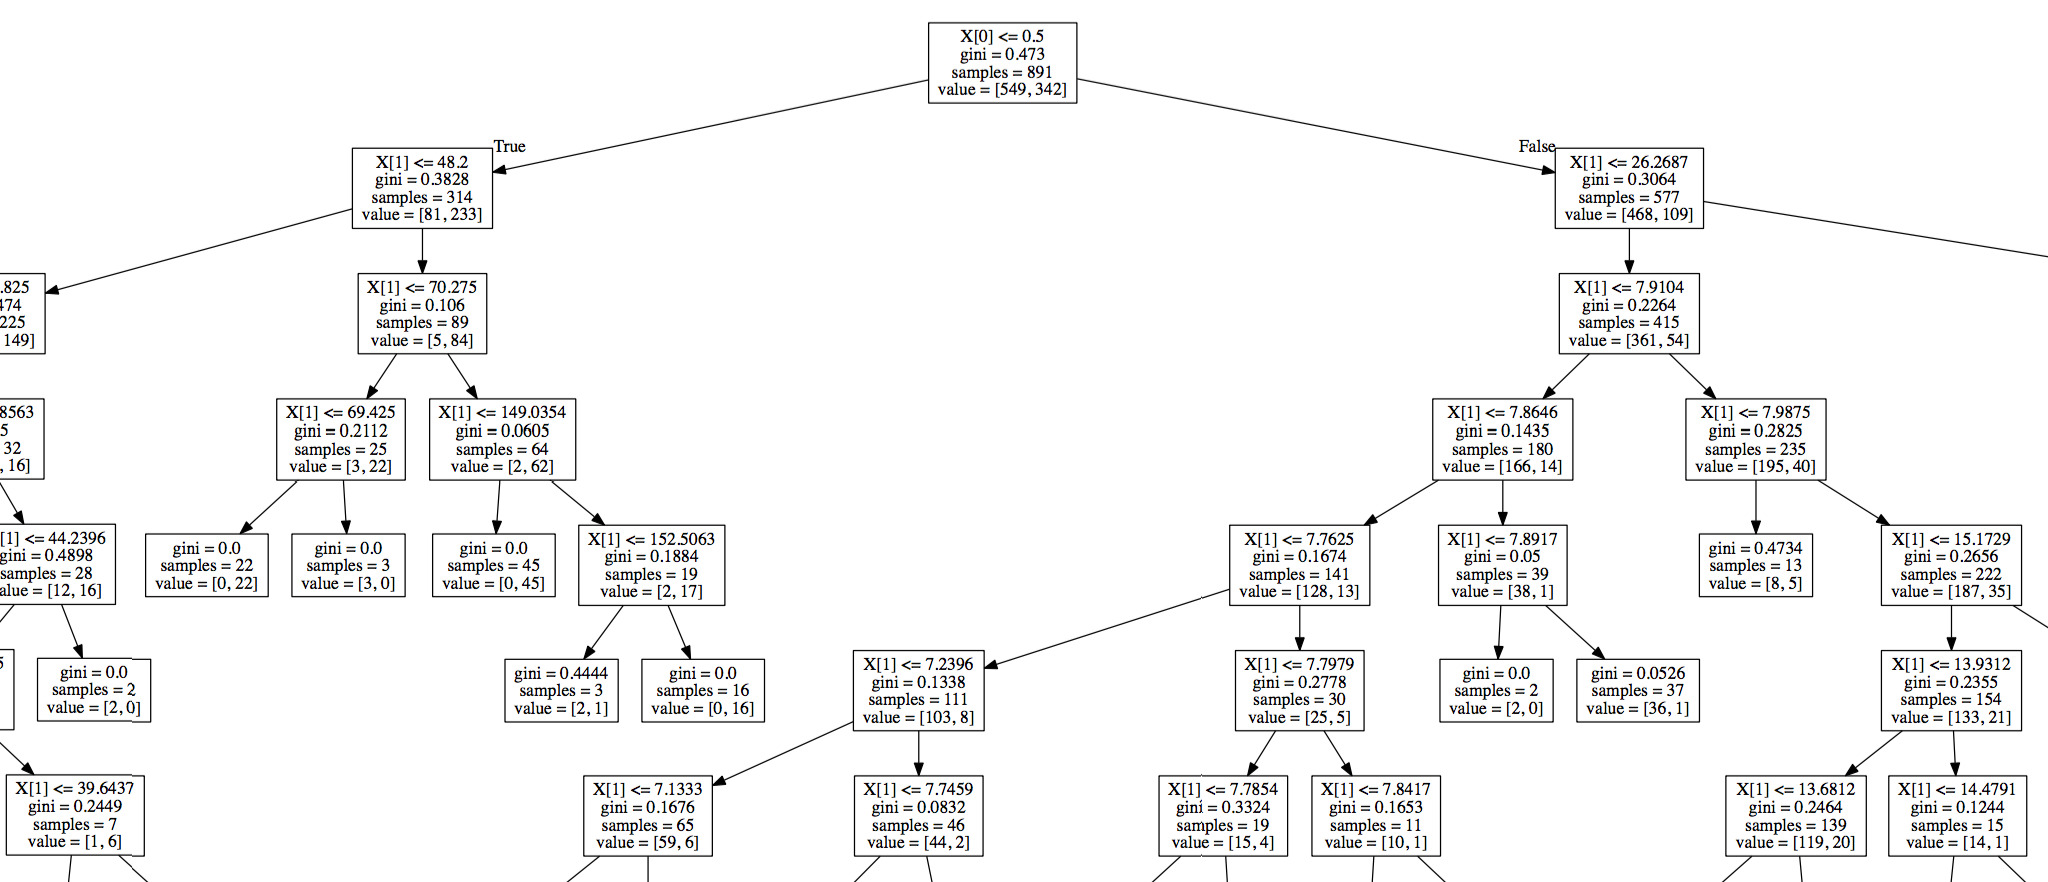 X[0] <= 0.5
gini = 0.473
samples = 891
value = [549, 342]
True
False
X[1] <= 48.2
gini = 0.3828
samples = 314
value = [81, 233]
X[1] <= 26.2687
gini = 0.3064
samples = 577
value = [468, 109]
.825
474
225
149]
X[1] <= 70.275
gini = 0.106
samples = 89
value = [5, 84]
X[1] <= 7.9104
gini = 0.2264
samples = 415
value = [361, 54]
8563
5
32
, 16]
X[1] <= 69.425
gini = 0.2112
samples = 25
value = [3, 22]
X[1] <= 149.0354
gini = 0.0605
samples = 64
value = [2, 62]
X[1] <= 7.8646
gini = 0.1435
samples = 180
value = [166, 14]
X[1] <= 7.9875
gini = 0.2825
samples = 235
value = [195, 40]
[1] <= 44.2396
gini = 0.4898
samples = 28
alue = [12, 16]
gini = 0.0
samples = 22
value = [0, 22]
gini = 0.0
samples = 3
value = [3, 0]
gini = 0.0
samples = 45
value = [0, 45]
X[1] <= 152.5063
gini = 0.1884
samples = 19
value = [2, 17]
X[1] <= 7.7625
gini = 0.1674
samples = 141
value = [128, 13]
X[1] <= 7.8917
gini = 0.05
samples = 39
value = [38, 1]
gini = 0.4734
samples = 13
value = [8, 5]
X[1] <= 15.1729
gini = 0.2656
samples = 222
value = [187, 35]
5
gini = 0.0
samples = 2
value = [2, 0]
gini = 0.4444
samples = 3
value = [2, 1]
gini = 0.0
samples = 16
value = [0, 16]
X[1] <= 7.2396
gini = 0.1338
samples = 111
value = [103, 8]
X[1] <= 7.7979
gini = 0.2778
samples = 30
value = [25, 5]
gini = 0.0
samples = 2
value = [2, 0]
gini = 0.0526
samples = 37
value = [36, 1]
X[1] <= 13.9312
gini = 0.2355
samples = 154
value = [133, 21]
X[1] <= 39.6437
gini = 0.2449
samples = 7
value = [1, 6]
X[1] <= 7.1333
gini = 0.1676
samples = 65
value = [59, 6]
X[1] <= 7.7459
gini = 0.0832
samples = 46
value = [44, 2]
X[1] <= 7.7854
gini = 0.3324
samples = 19
value = [15, 4]
X[1] <= 7.8417
gini = 0.1653
samples = 11
value = [10, 1]
X[1] <= 13.6812
gini = 0.2464
samples = 139
value = [119, 20]
X[1] <= 14.4791
gini = 0.1244
samples = 15
value = [14, 1]